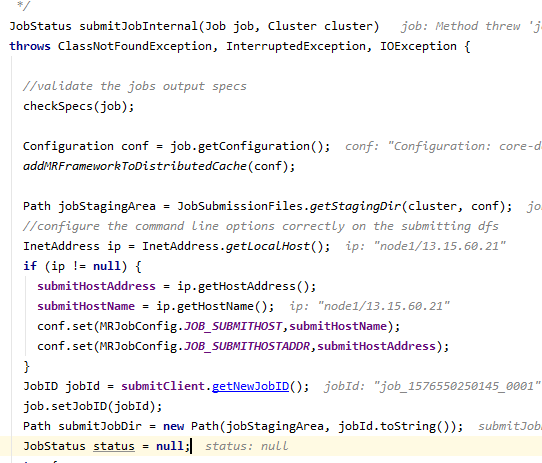 */
JobStatus submitJobInternal(Job job, Cluster cluster)   job: Method threw 'j
throws ClassNotFoundException, InterruptedException, IOException {
//validate the jobs output specs
checkSpecs(job);
Configuration conf = job.getConfiguration();   conf: "Configuration: core-d
addMRFrameworkToDistributedCache(conf);
Path jobStagingArea = JobSubmissionFiles.getStagingDir(cluster, conf);   jo
//configure the command line options correctly on the submitting dfs
InetAddress ip = InetAddress.getLocalHost();   ip: "node1/13.15.60.21"
if (ip != null) {
submitHostAddress = ip.getHostAddress();
submitHostName = ip.getHostName();   ip: "node1/13.15.60.21"
conf.set(MRJobConfig.JOB_SUBMITHOST,submitHostName);
conf.set(MRJobConfig.JOB_SUBMITHOSTADDR,submitHostAddress);
}
JobID jobId = submitClient.getNewJobID();   jobId: "job_1576550250145_0001"
job.setJobID(jobId);
Path submitJobDir = new Path(jobStagingArea, jobId.toString());   submitJob
JobStatus status = null;   status: null